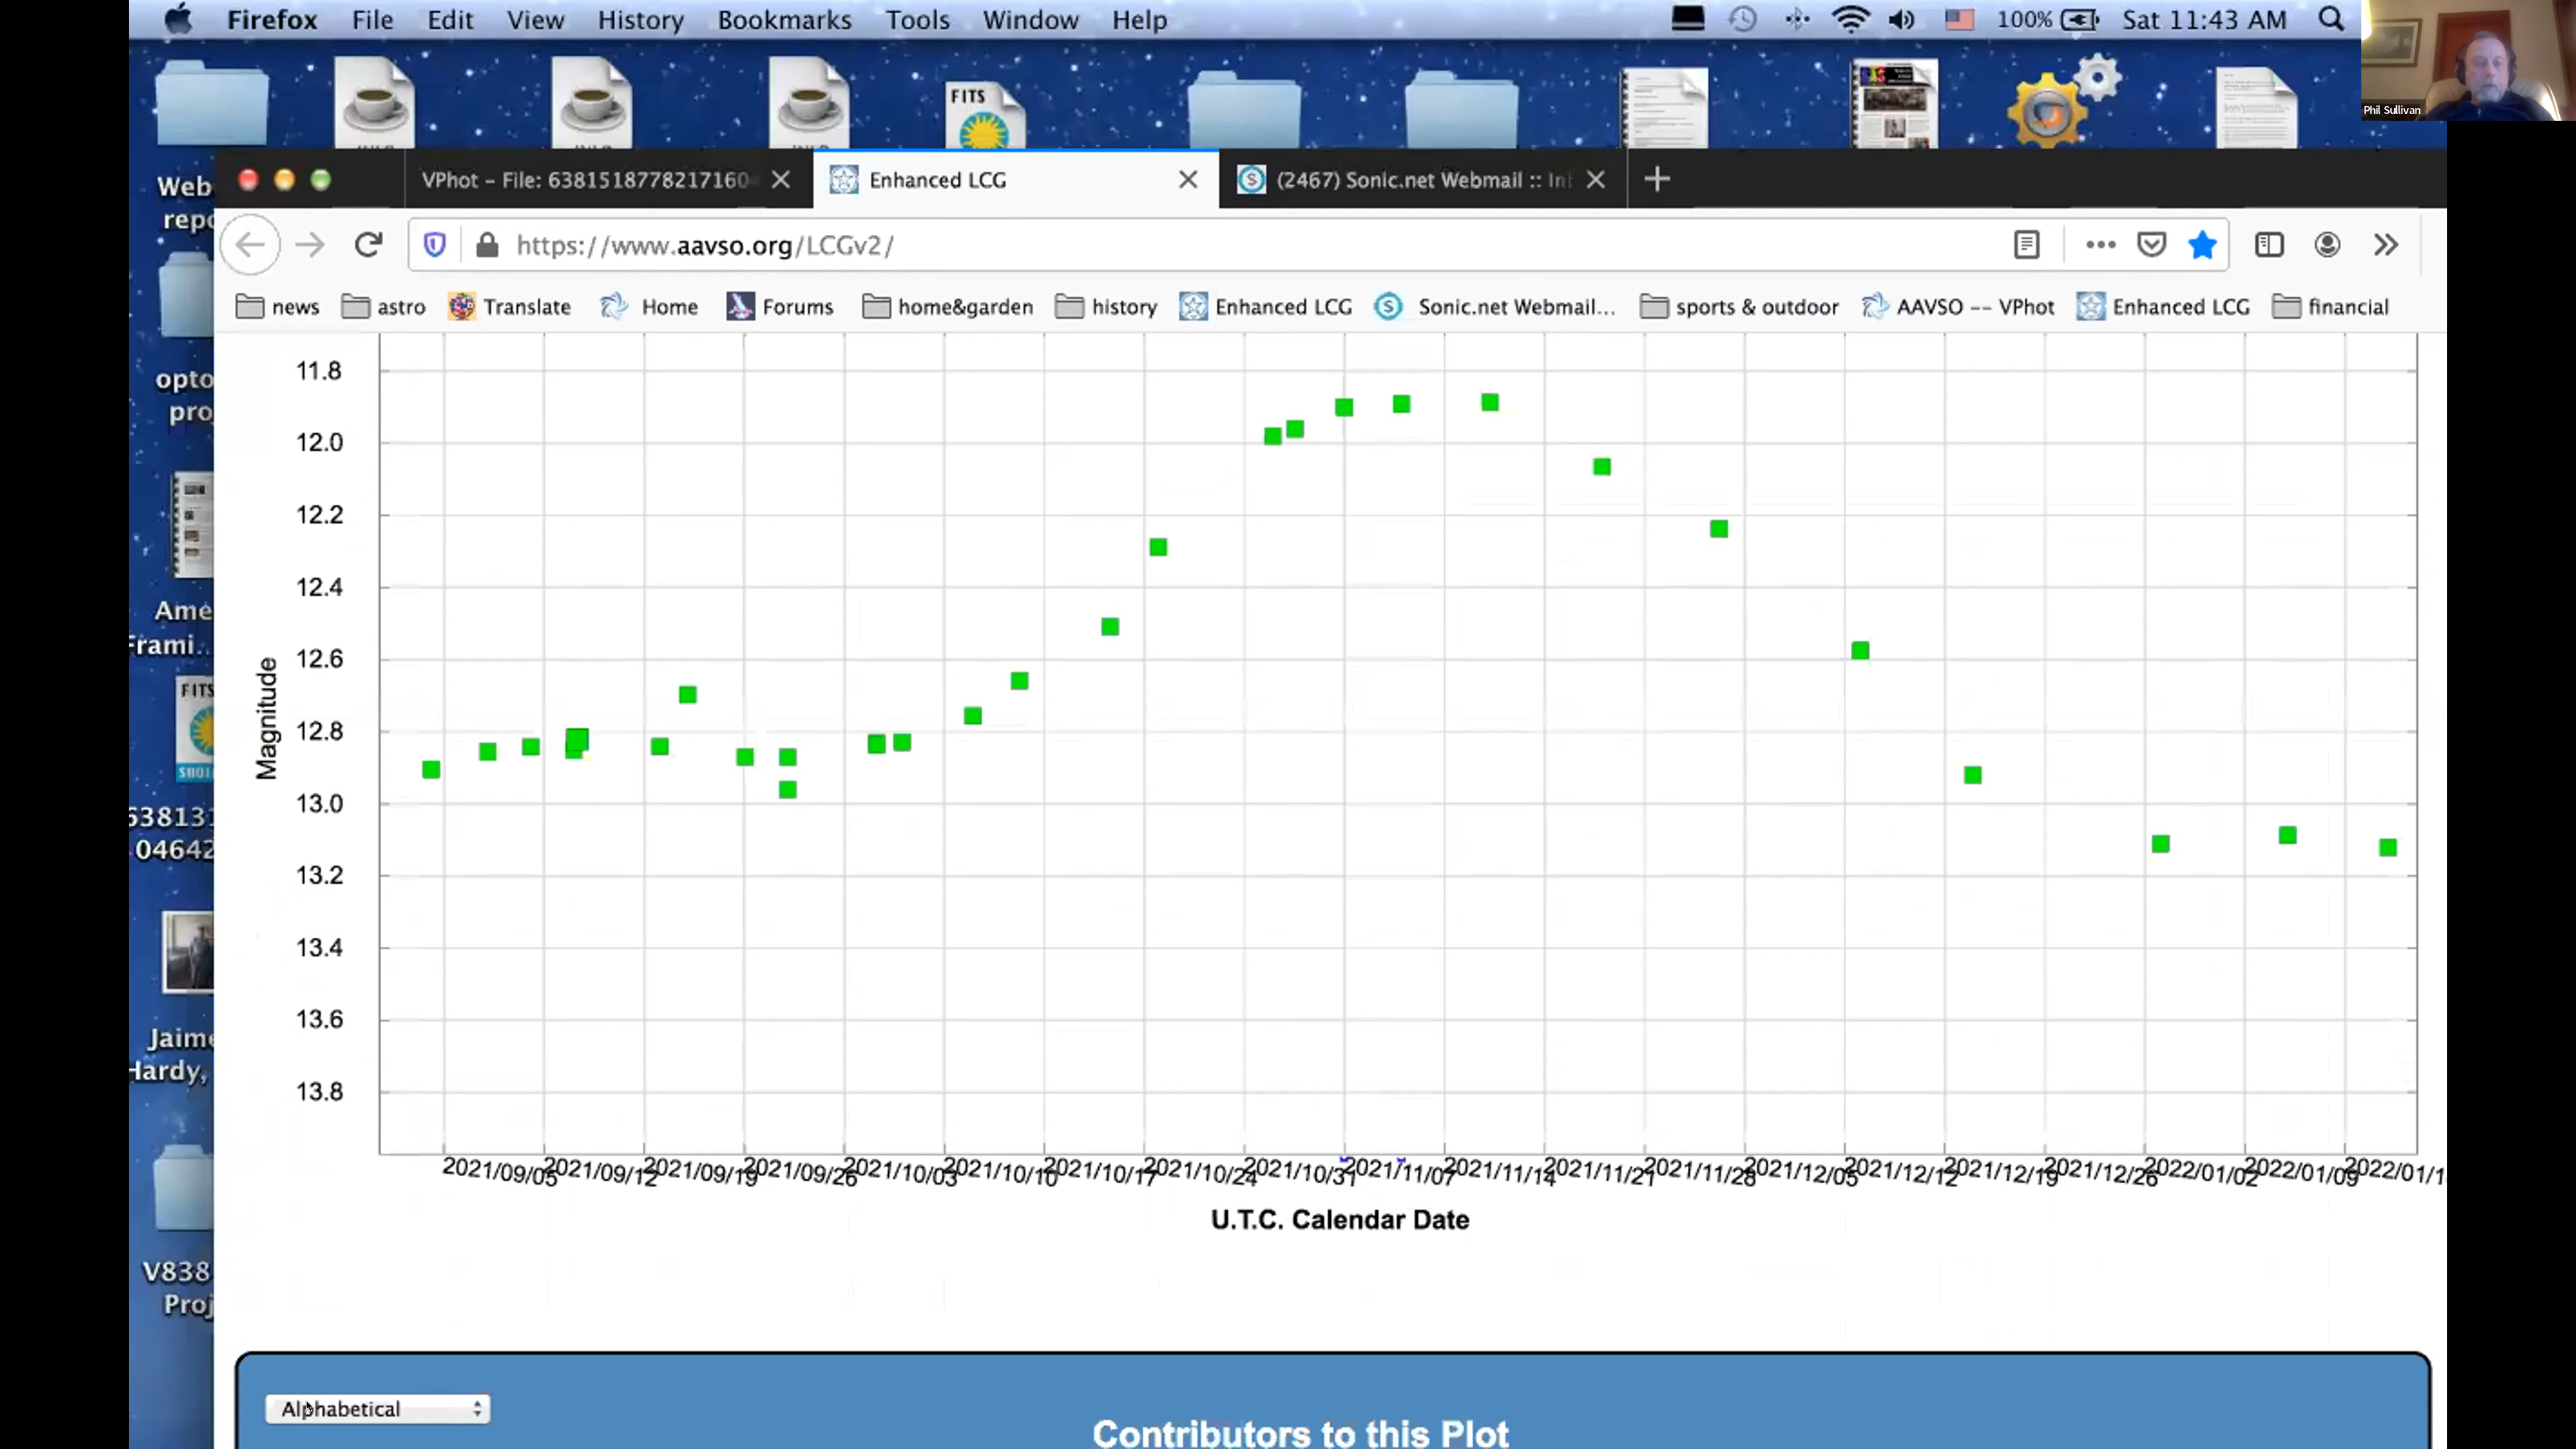 Firefox File Edit View History Bookmarks Tools Window Help 100% Sat 11:43 AM
FITS
Phil Sullivan
Web
VPhot – File: 63815187782171604
Enhanced LCG
(2467) Sonic.net Webmail :: In
repo
https://www.aavso.org/LCGv2/
news astro Translate Home Forums home&garden history Enhanced LCG Sonic.net Webmail... sports & outdoor AAVSO -- VPhot Enhanced LCG financial
opto
pro
Ame
Frami...
FITS
63813
04642
Jaime
Hardy,
V838
Proj
11.8
12.0
12.2
12.4
12.6
12.8
13.0
13.2
13.4
13.6
13.8
Magnitude
2021/09/05 2021/09/12 2021/09/19 2021/09/26 2021/10/03 2021/10/10 2021/10/17 2021/10/24 2021/10/31 2021/11/07 2021/11/14 2021/11/21 2021/11/28 2021/12/05 2021/12/12 2021/12/19 2021/12/26 2022/01/02 2022/01/09 2022/01/1
U.T.C. Calendar Date
Alphabetical
Contributors to this Plot